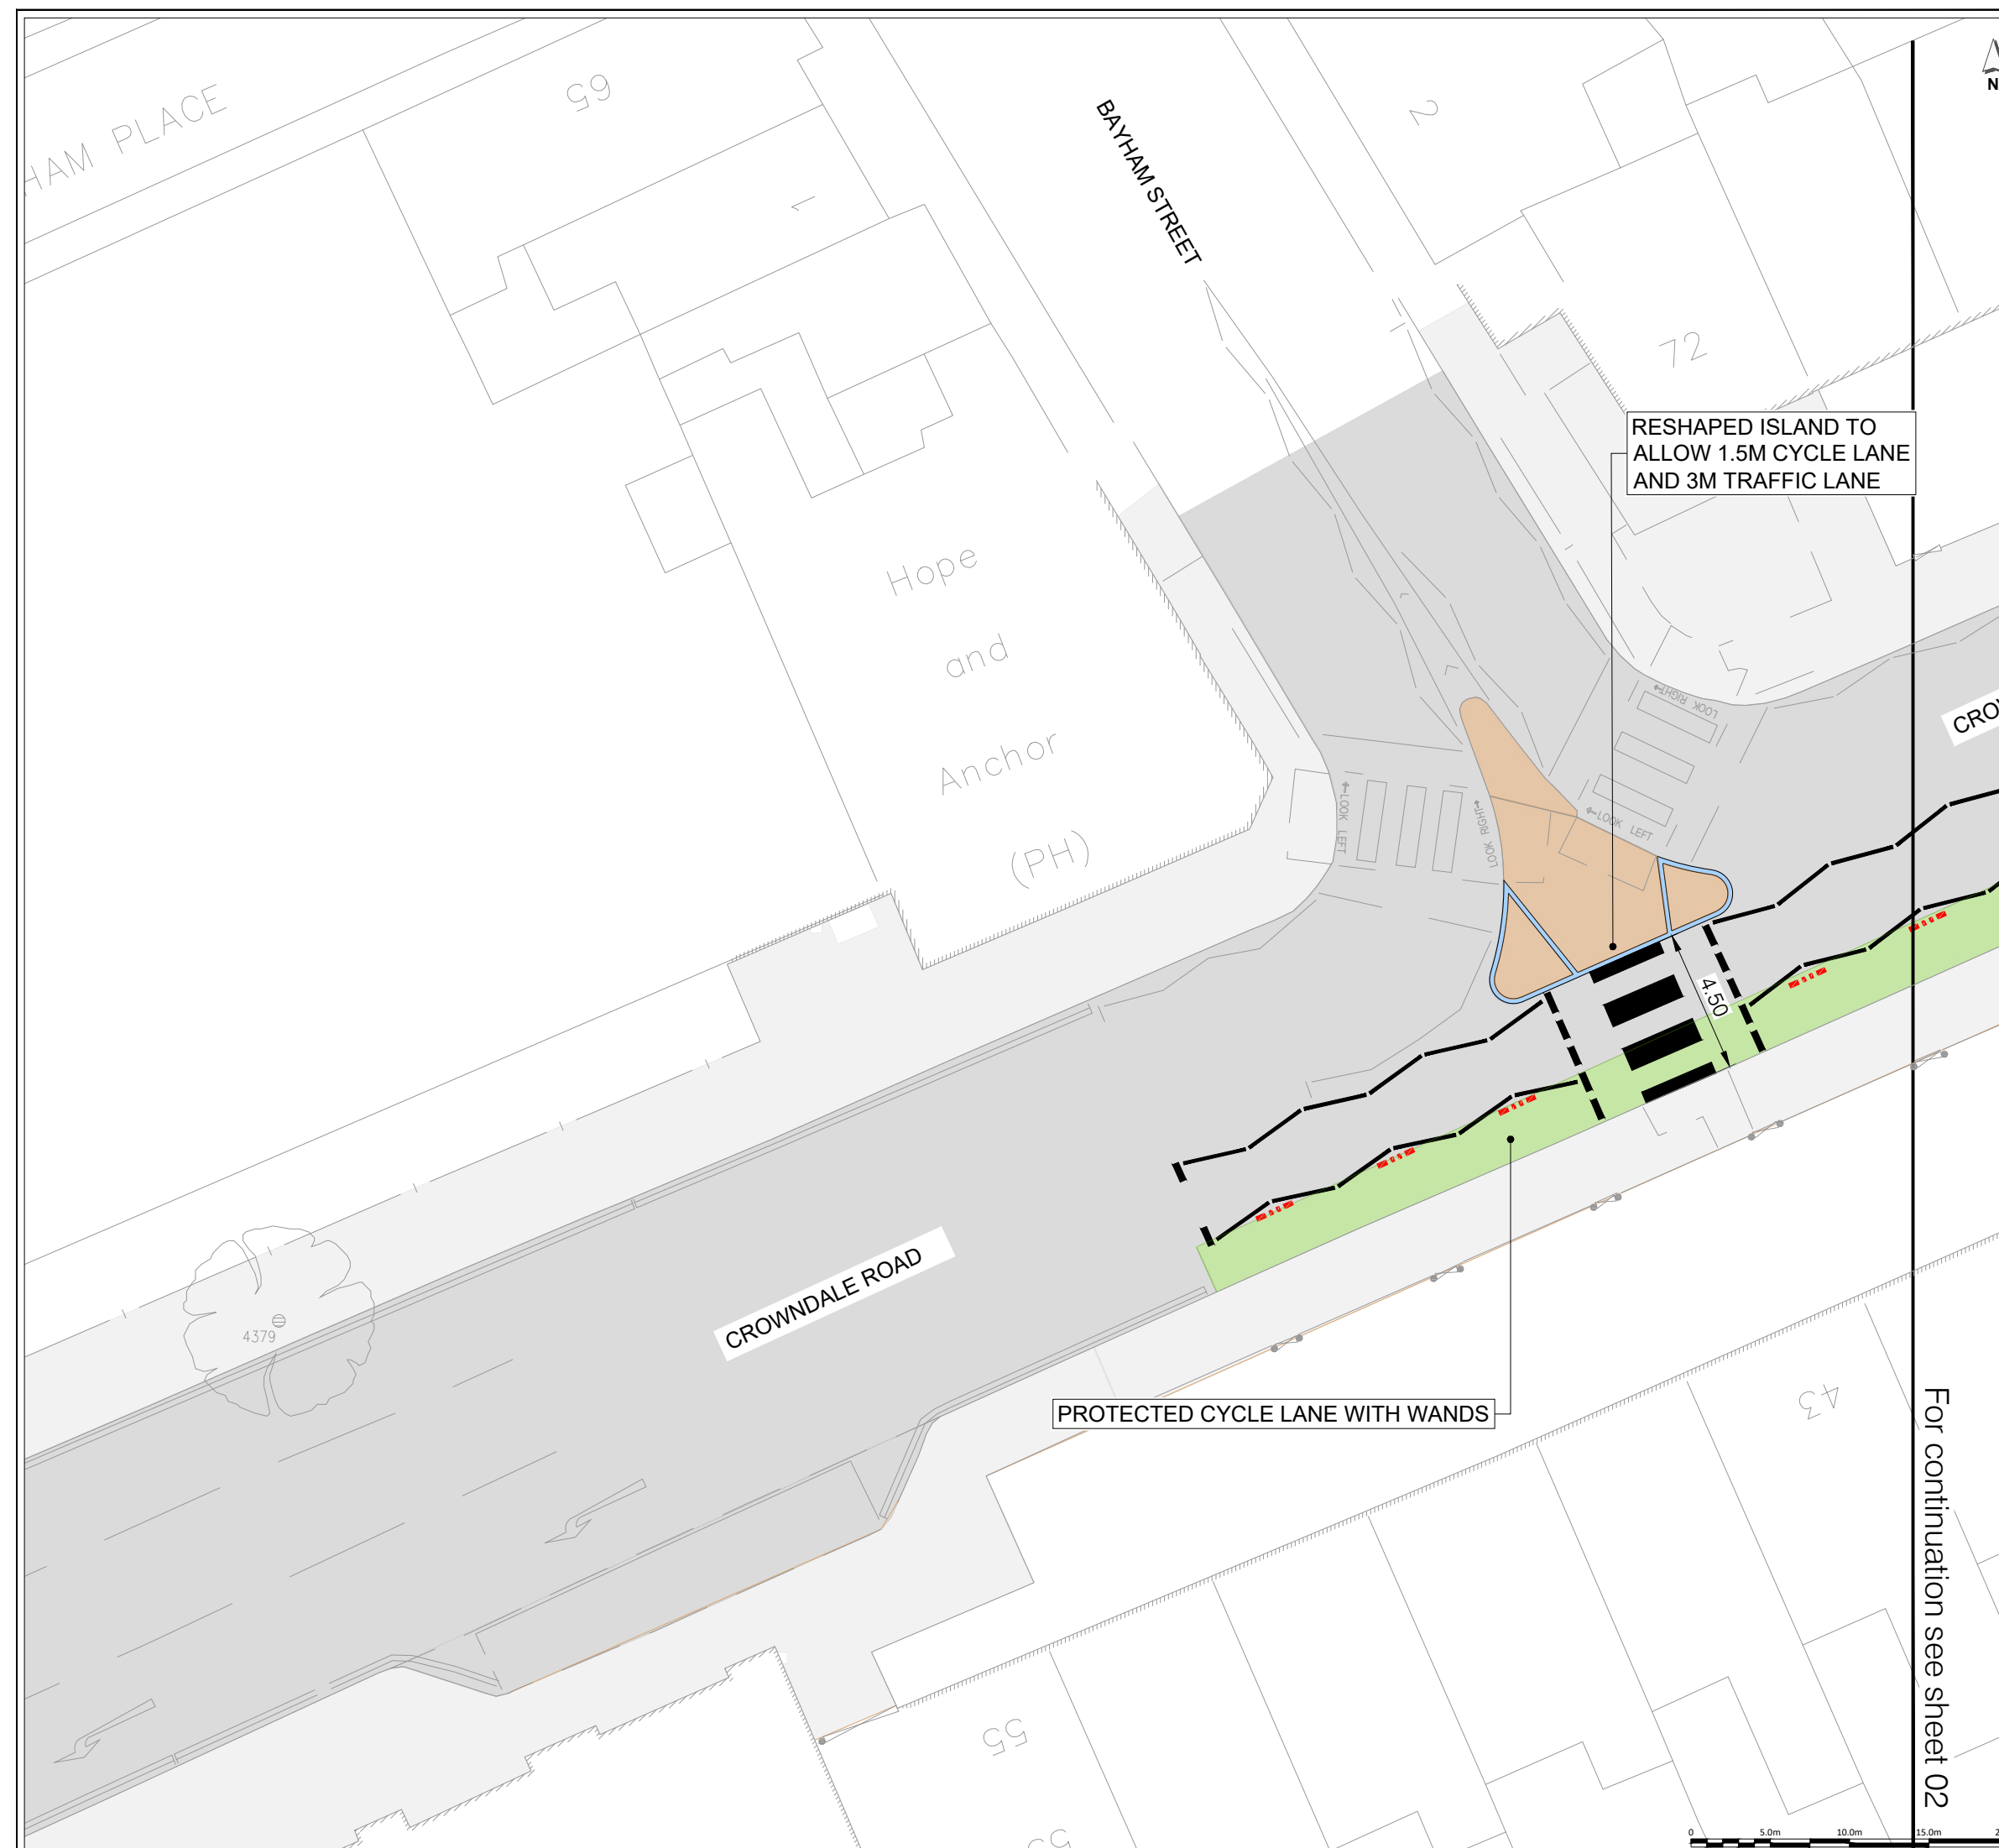 HAM PLACE
65
1
BAYHAM STREET
2
N
72
RESHAPED ISLAND TO
ALLOW 1.5M CYCLE LANE
AND 3M TRAFFIC LANE
Hope
and
Anchor
(PH)
LOOK RIGHT
LOOK LEFT
LOOK RIGHT
LOOK LEFT
CRO
4.50
CROWNDALE ROAD
4379
PROTECTED CYCLE LANE WITH WANDS
43
55
For continuation see sheet 02
0 5.0m 10.0m 15.0m